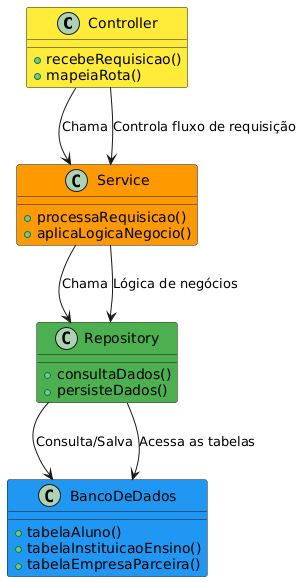 C Controller
recebeRequisicao()
mapeiaRota()
Chama
Controla fluxo de requisição
C Service
processaRequisicao()
aplicaLogicaNegocio()
Chama
Lógica de negócios
C Repository
consultaDados()
persisteDados()
Consulta/Salva
Acessa as tabelas
C BancoDeDados
tabelaAluno()
tabelaInstituicaoEnsino()
tabelaEmpresaParceira()